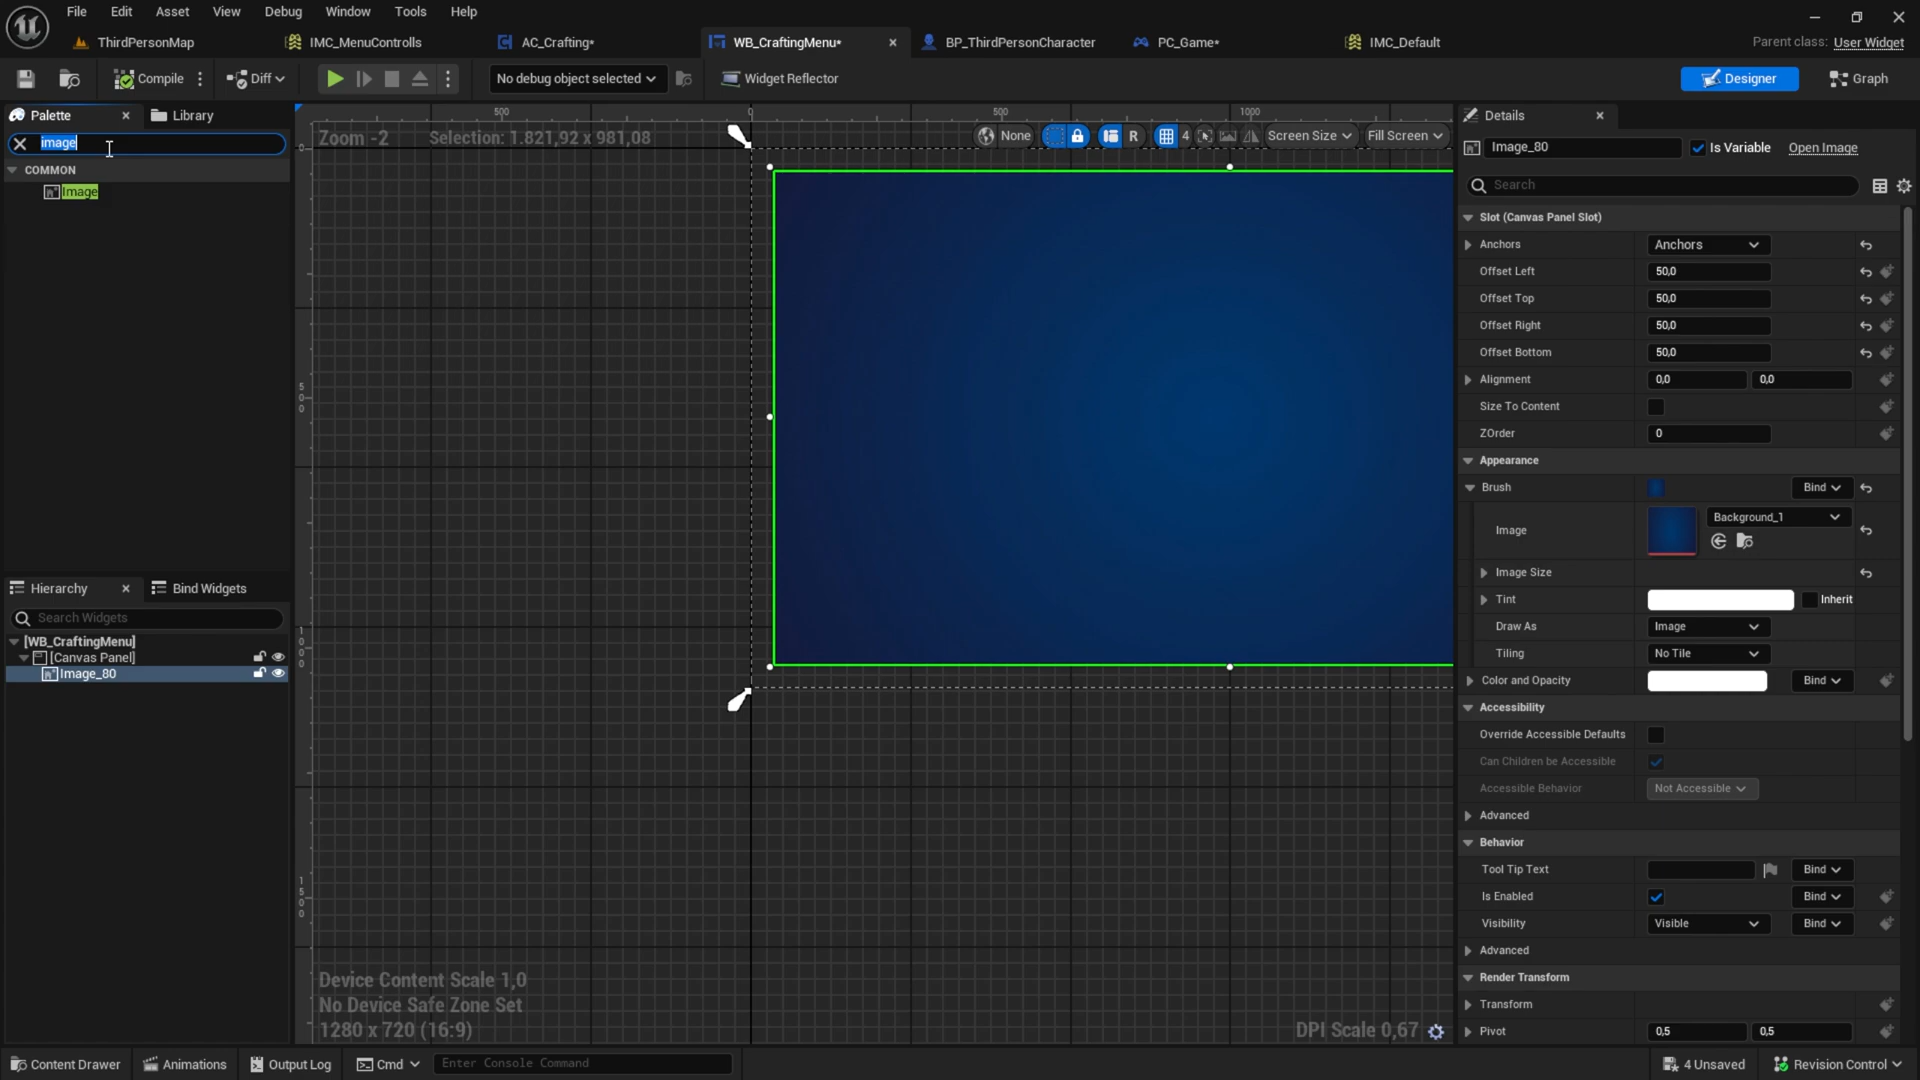 File Edit Asset View Debug Window Tools Help
ThirdPersonMap IMC_MenuControlls AC_Crafting* WB_CraftingMenu* BP_ThirdPersonCharacter PC_Game* IMC_Default Parent class: User Widget
Compile Diff No debug object selected Widget Reflector Designer Graph
Palette Library
image
COMMON
Image
Hierarchy Bind Widgets
Search Widgets
[WB_CraftingMenu]
[Canvas Panel]
Image_80
500 0 500 1000
Zoom -2 Selection: 1.821,92 x 981,08 None R 4 Screen Size Fill Screen
0
500
1000
1500
Device Content Scale 1,0
No Device Safe Zone Set
1280 x 720 (16:9) DPI Scale 0,67
Details
Image_80 Is Variable Open Image
Search
Slot (Canvas Panel Slot)
Anchors Anchors
Offset Left 50,0
Offset Top 50,0
Offset Right 50,0
Offset Bottom 50,0
Alignment 0,0 0,0
Size To Content
ZOrder 0
Appearance
Brush Bind
Image Background_1
Image Size
Tint Inherit
Draw As Image
Tiling No Tile
Color and Opacity Bind
Accessibility
Override Accessible Defaults
Can Children be Accessible
Accessible Behavior Not Accessible
Advanced
Behavior
Tool Tip Text Bind
Is Enabled Bind
Visibility Visible Bind
Advanced
Render Transform
Transform
Pivot 0,5 0,5
Content Drawer Animations Output Log Cmd Enter Console Command 4 Unsaved Revision Control